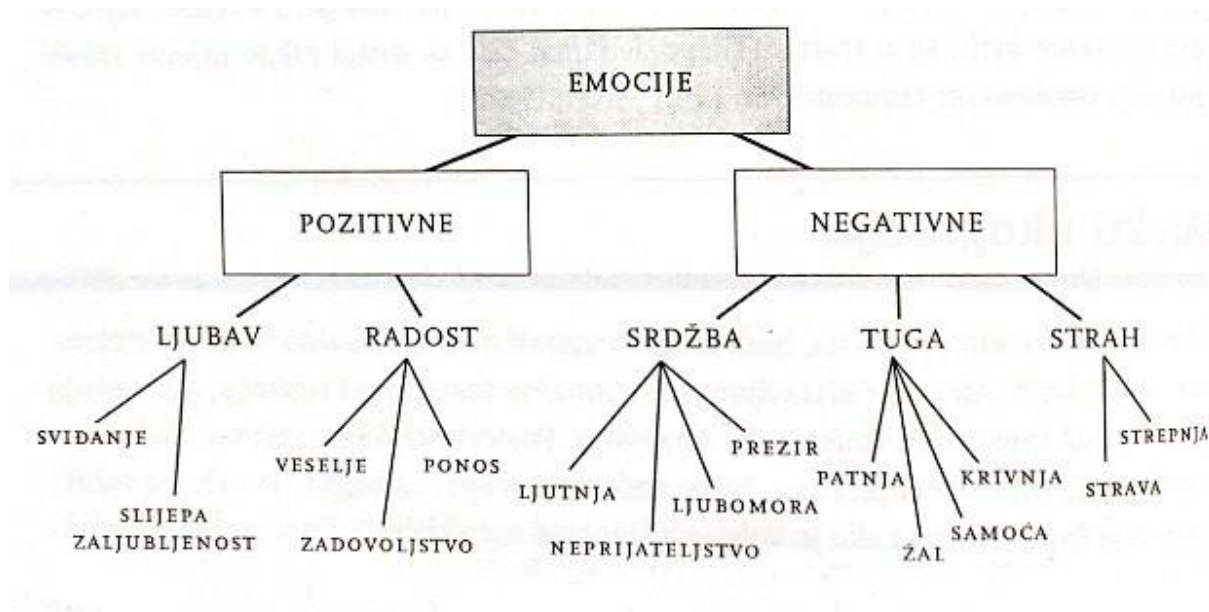 EMOCIJE
POZITIVNE
NEGATIVNE
LJUBAV
RADOST
SRDŽBA
TUGA
STRAH
SVIĐANJE
SLIJEPA
ZALJUBLJENOST
VESELJE
ZADOVOLJSTVO
PONOS
LJUTNJA
NEPRIJATELJSTVO
LJUBOMORA
PREZIR
PATNJA
ŽAL
SAMOĆA
KRIVNJA
STRAVA
STREPNJA